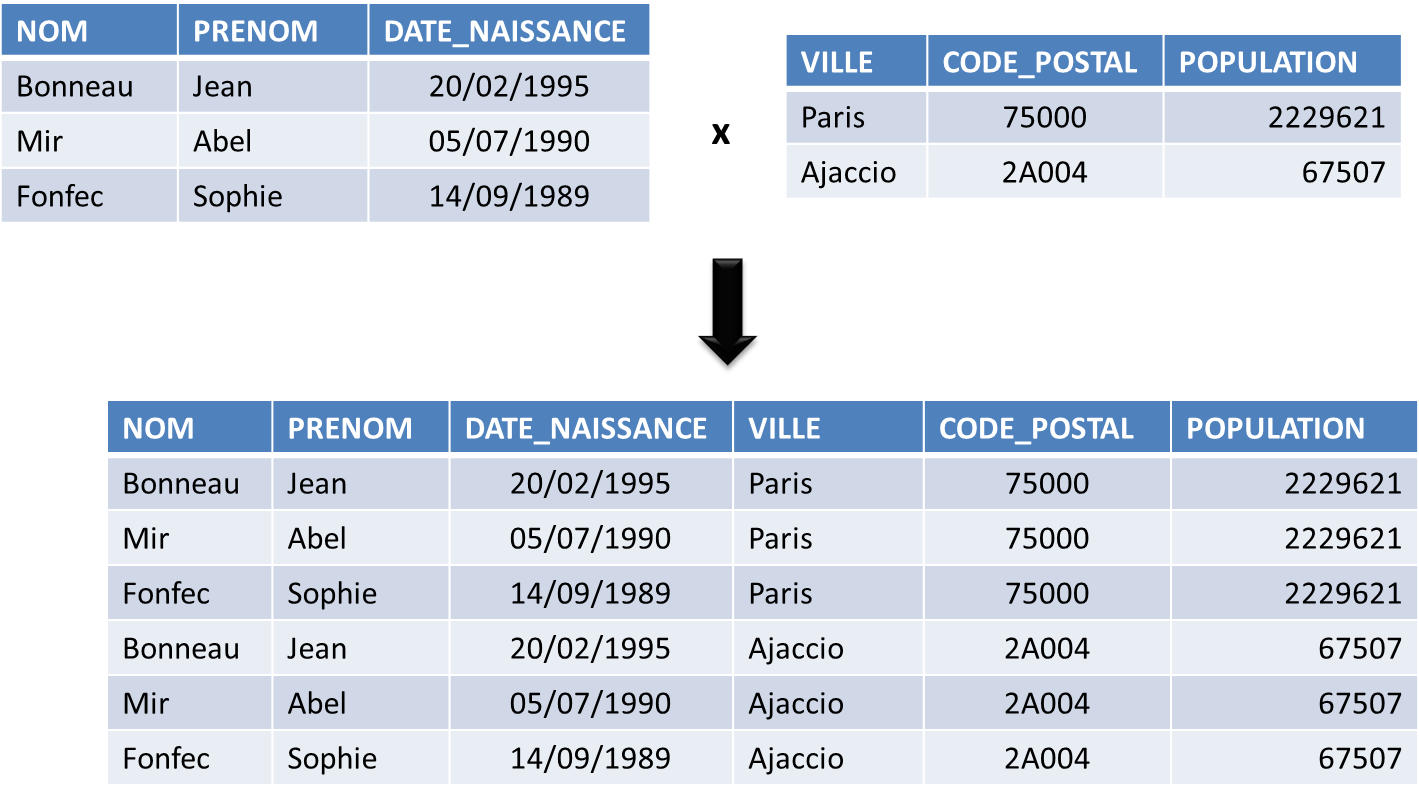 NOM PRENOM DATE_NAISSANCE
Bonneau Jean 20/02/1995
Mir Abel 05/07/1990
Fonfec Sophie 14/09/1989
x
VILLE CODE_POSTAL POPULATION
Paris 75000 2229621
Ajaccio 2A004 67507
NOM PRENOM DATE_NAISSANCE VILLE CODE_POSTAL POPULATION
Bonneau Jean 20/02/1995 Paris 75000 2229621
Mir Abel 05/07/1990 Paris 75000 2229621
Fonfec Sophie 14/09/1989 Paris 75000 2229621
Bonneau Jean 20/02/1995 Ajaccio 2A004 67507
Mir Abel 05/07/1990 Ajaccio 2A004 67507
Fonfec Sophie 14/09/1989 Ajaccio 2A004 67507